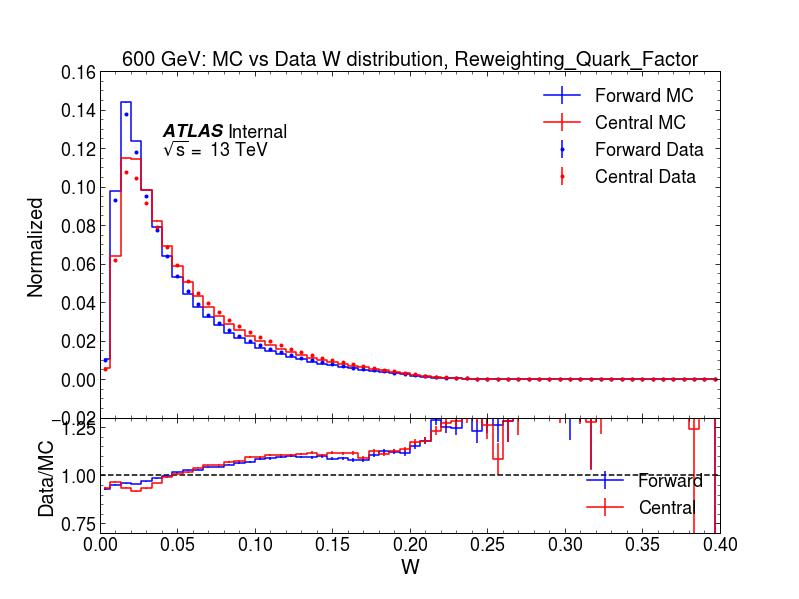 600 GeV: MC vs Data W distribution, Reweighting_Quark_Factor
0.16
0.14
0.12
0.10
0.08
0.06
0.04
0.02
0.00
−0.02
Normalized
ATLAS Internal
√s = 13 TeV
Forward MC
Central MC
Forward Data
Central Data
1.25
1.00
0.75
Data/MC
Forward
Central
0.00 0.05 0.10 0.15 0.20 0.25 0.30 0.35 0.40
W